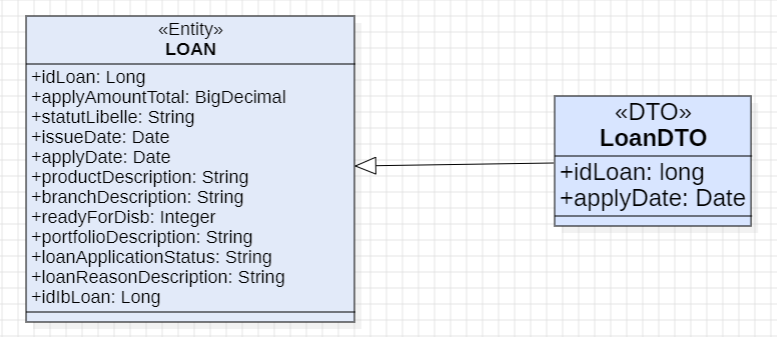 «Entity»
LOAN
+idLoan: Long
+applyAmountTotal: BigDecimal
+statutLibelle: String
+issueDate: Date
+applyDate: Date
+productDescription: String
+branchDescription: String
+readyForDisb: Integer
+portfolioDescription: String
+loanApplicationStatus: String
+loanReasonDescription: String
+idIbLoan: Long
«DTO»
LoanDTO
+idLoan: long
+applyDate: Date